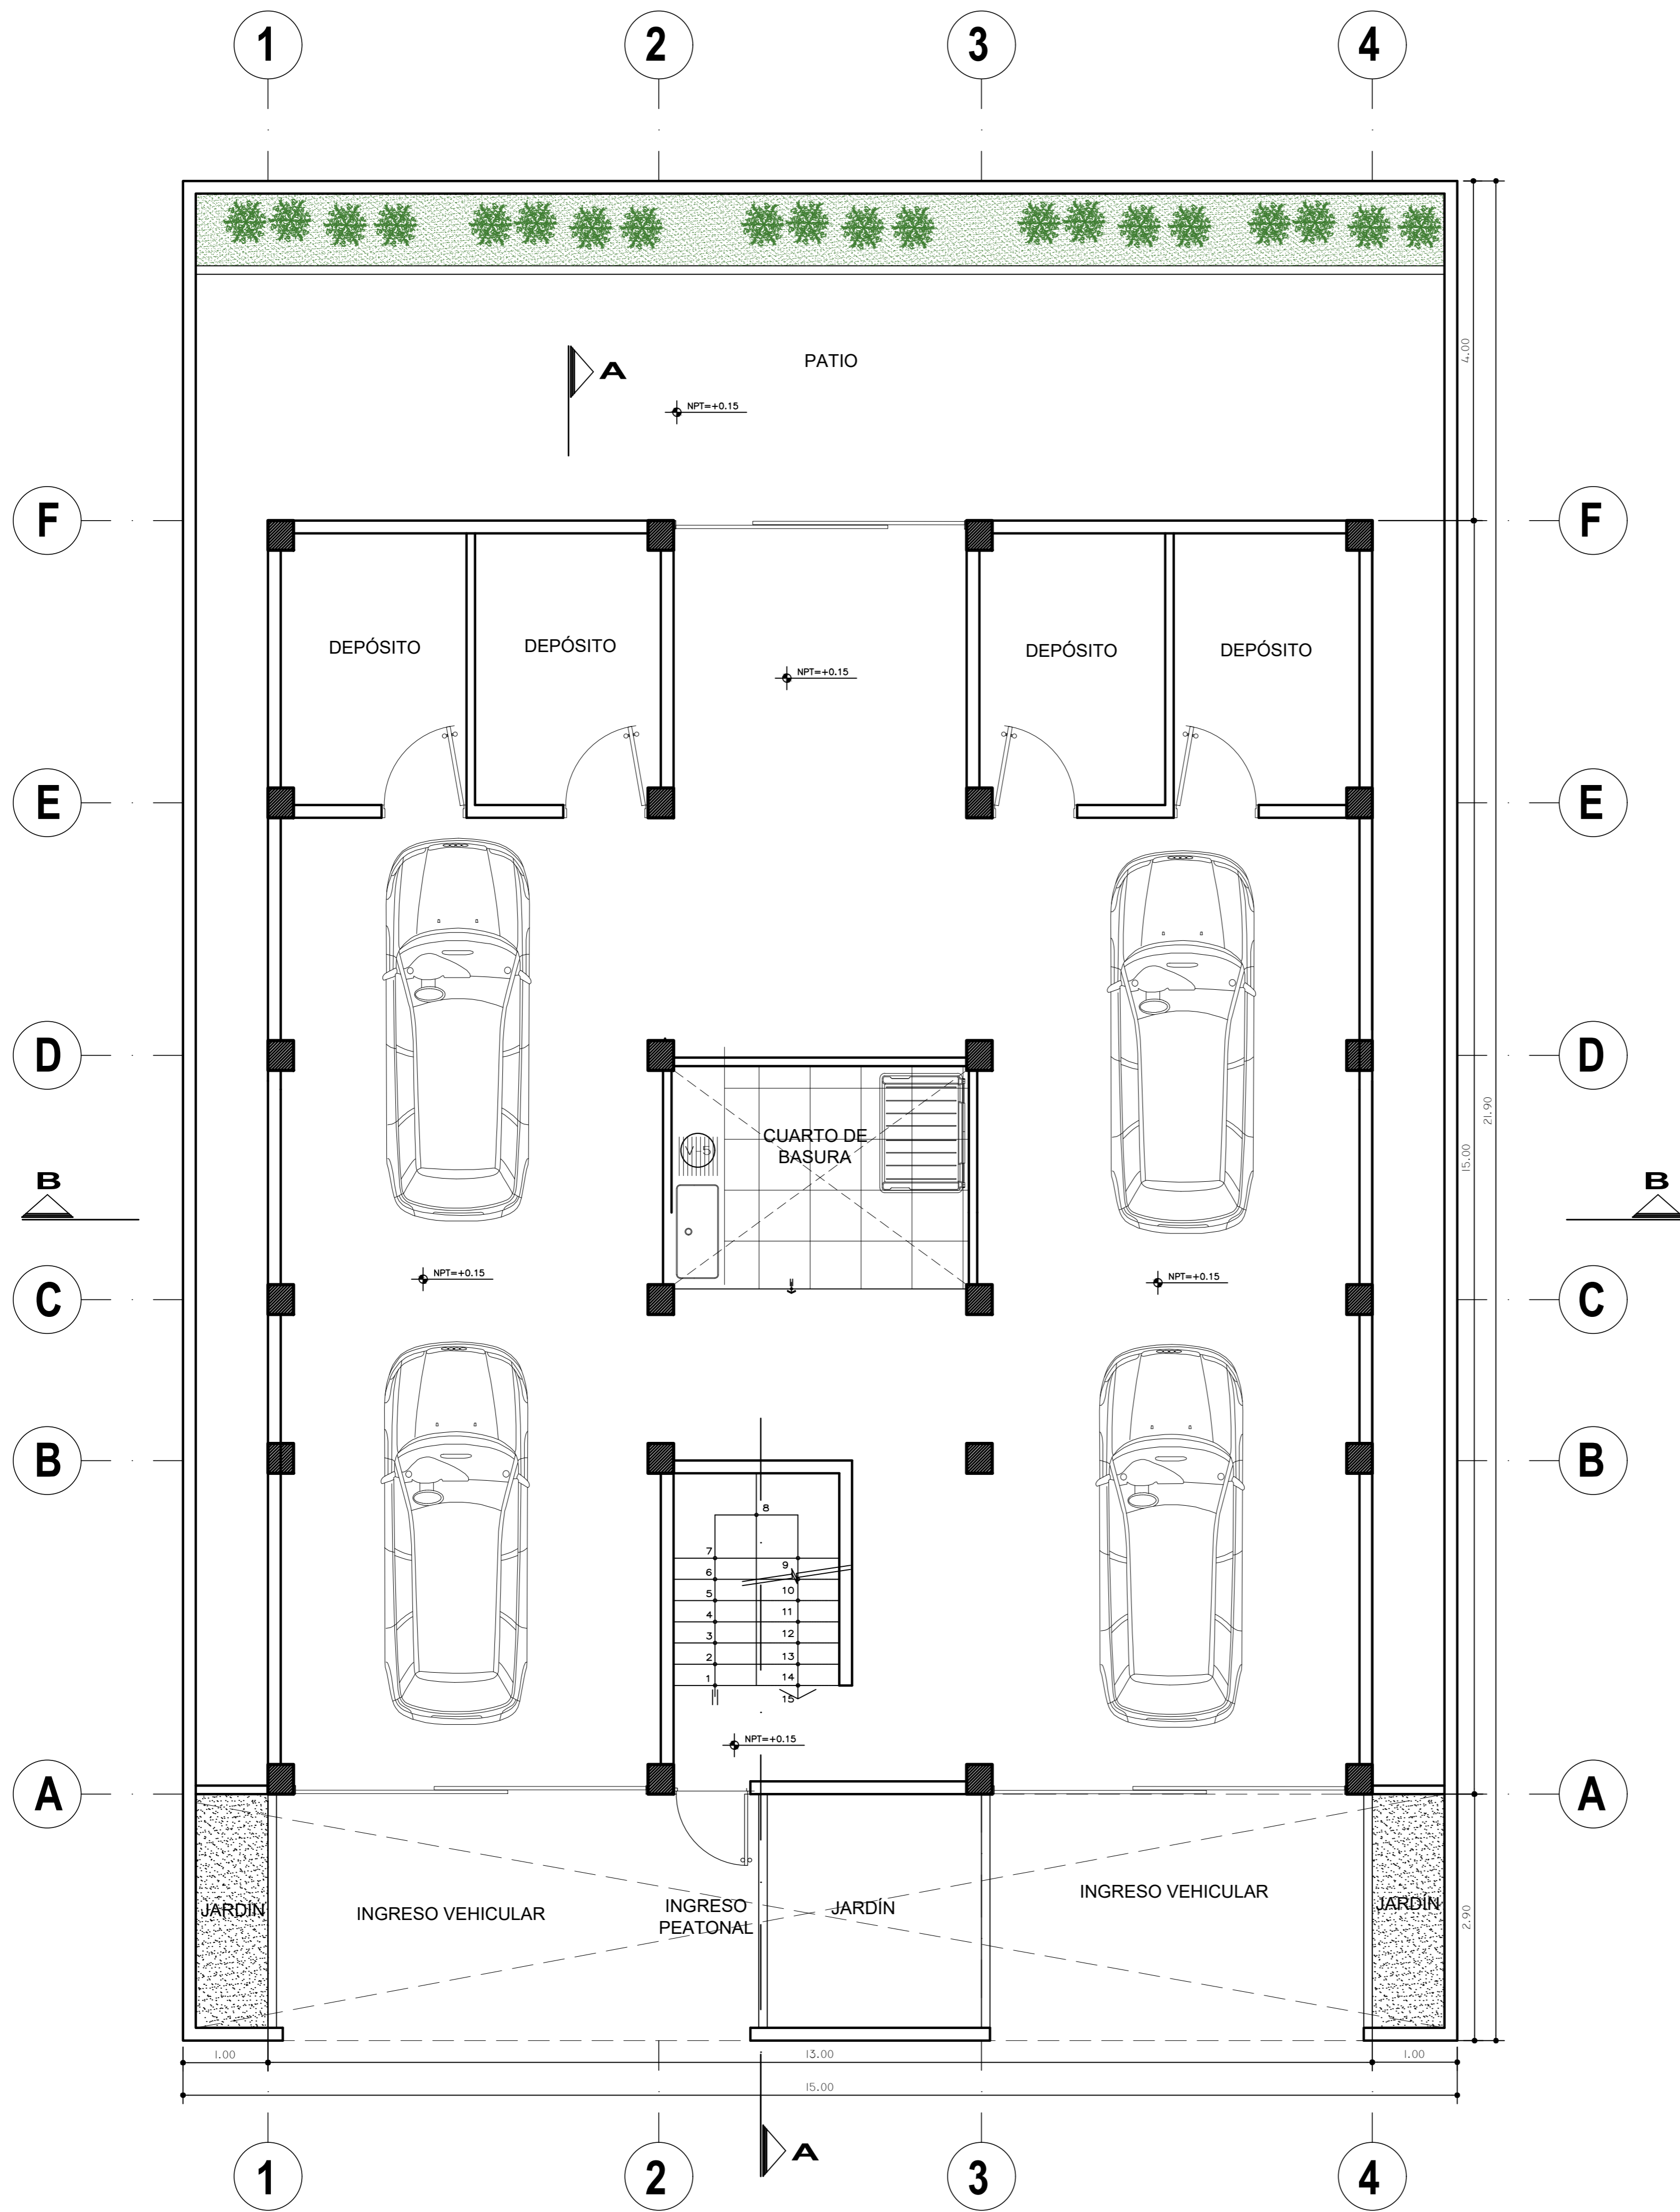 1 2 3 4
4.00
PATIO
A
NPT=+0.15
F F
DEPÓSITO DEPÓSITO DEPÓSITO DEPÓSITO
NPT=+0.15
E E
D D
21.90
CUARTO DE
BASURA
V-5
15.00
B B
NPT=+0.15 NPT=+0.15
C C
B B
8
7
9
6
10
5
11
4
12
3
13
2
14
1
15
NPT=+0.15
A A
JARDÍN INGRESO VEHICULAR INGRESO
PEATONAL JARDÍN INGRESO VEHICULAR JARDÍN
2.90
1.00 13.00 1.00
15.00
A
1 2 3 4